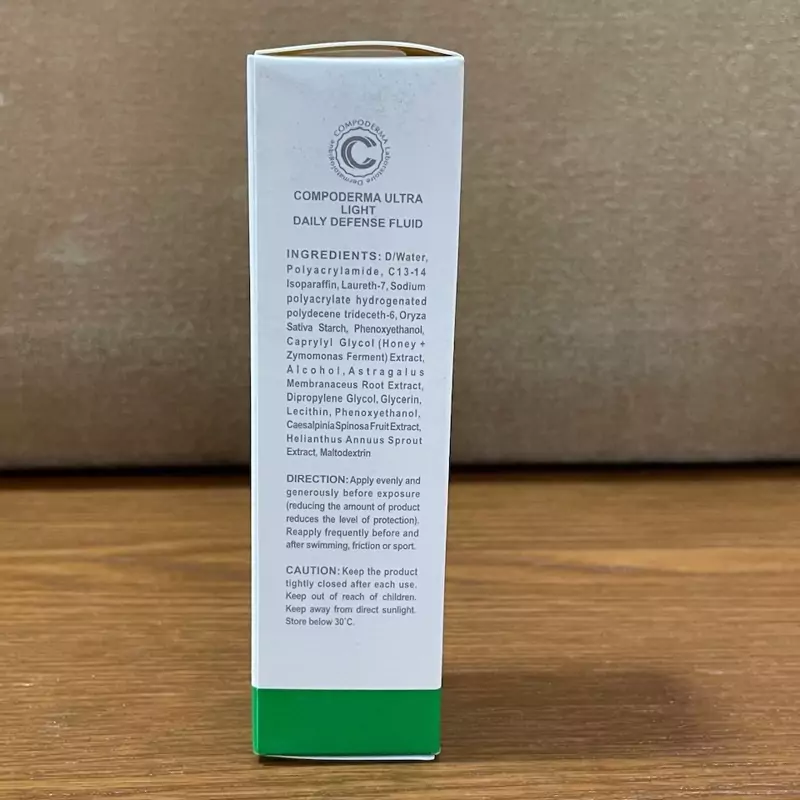 COMPODERMA Laboratoire Dermatologique
COMPODERMA ULTRA
LIGHT
DAILY DEFENSE FLUID
INGREDIENTS: D/Water,
Polyacrylamide, C13-14
Isoparaffin, Laureth-7, Sodium
polyacrylate hydrogenated
polydecene trideceth-6, Oryza
Sativa Starch, Phenoxyethanol,
Caprylyl Glycol (Honey +
Zymomonas Ferment) Extract,
Alcohol, Astragalus
Membranaceus Root Extract,
Dipropylene Glycol, Glycerin,
Lecithin, Phenoxyethanol,
Caesalpinia Spinosa Fruit Extract,
Helianthus Annuus Sprout
Extract, Maltodextrin
DIRECTION: Apply evenly and
generously before exposure
(reducing the amount of product
reduces the level of protection).
Reapply frequently before and
after swimming, friction or sport.
CAUTION: Keep the product
tightly closed after each use.
Keep out of reach of children.
Keep away from direct sunlight.
Store below 30°C.